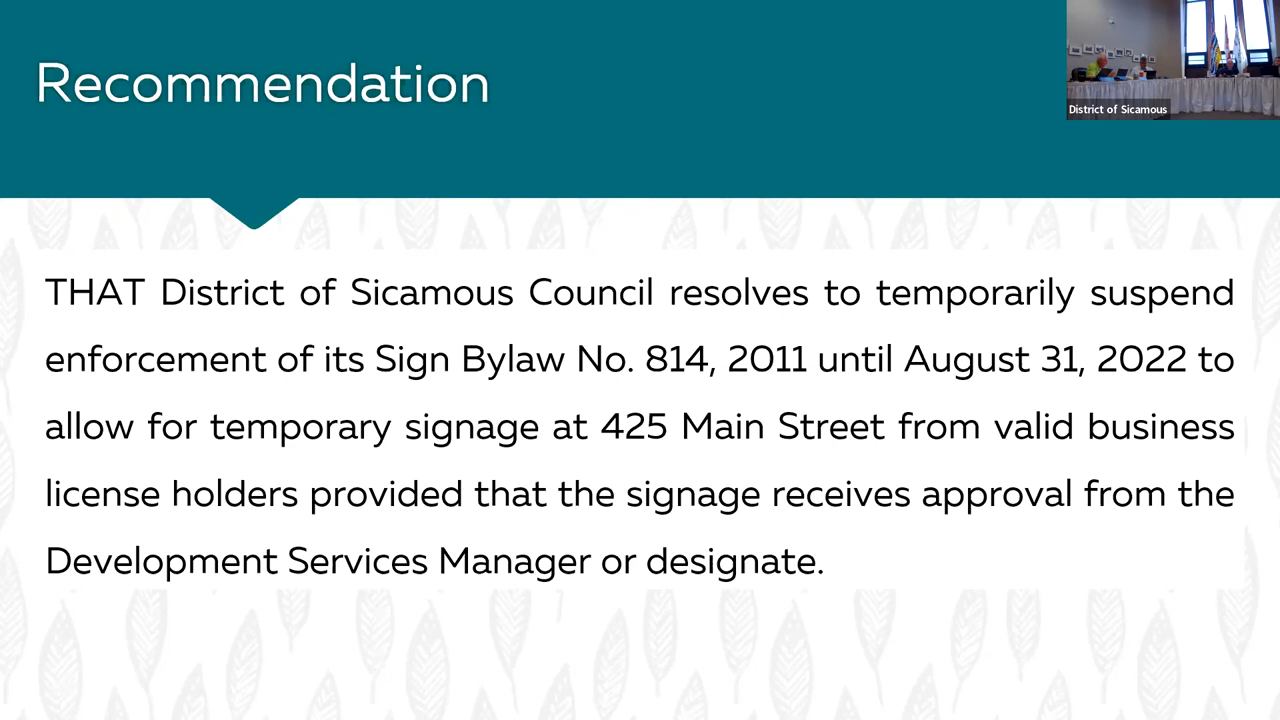 Recommendation
District of Sicamous
THAT District of Sicamous Council resolves to temporarily suspend
enforcement of its Sign Bylaw No. 814, 2011 until August 31, 2022 to
allow for temporary signage at 425 Main Street from valid business
license holders provided that the signage receives approval from the
Development Services Manager or designate.